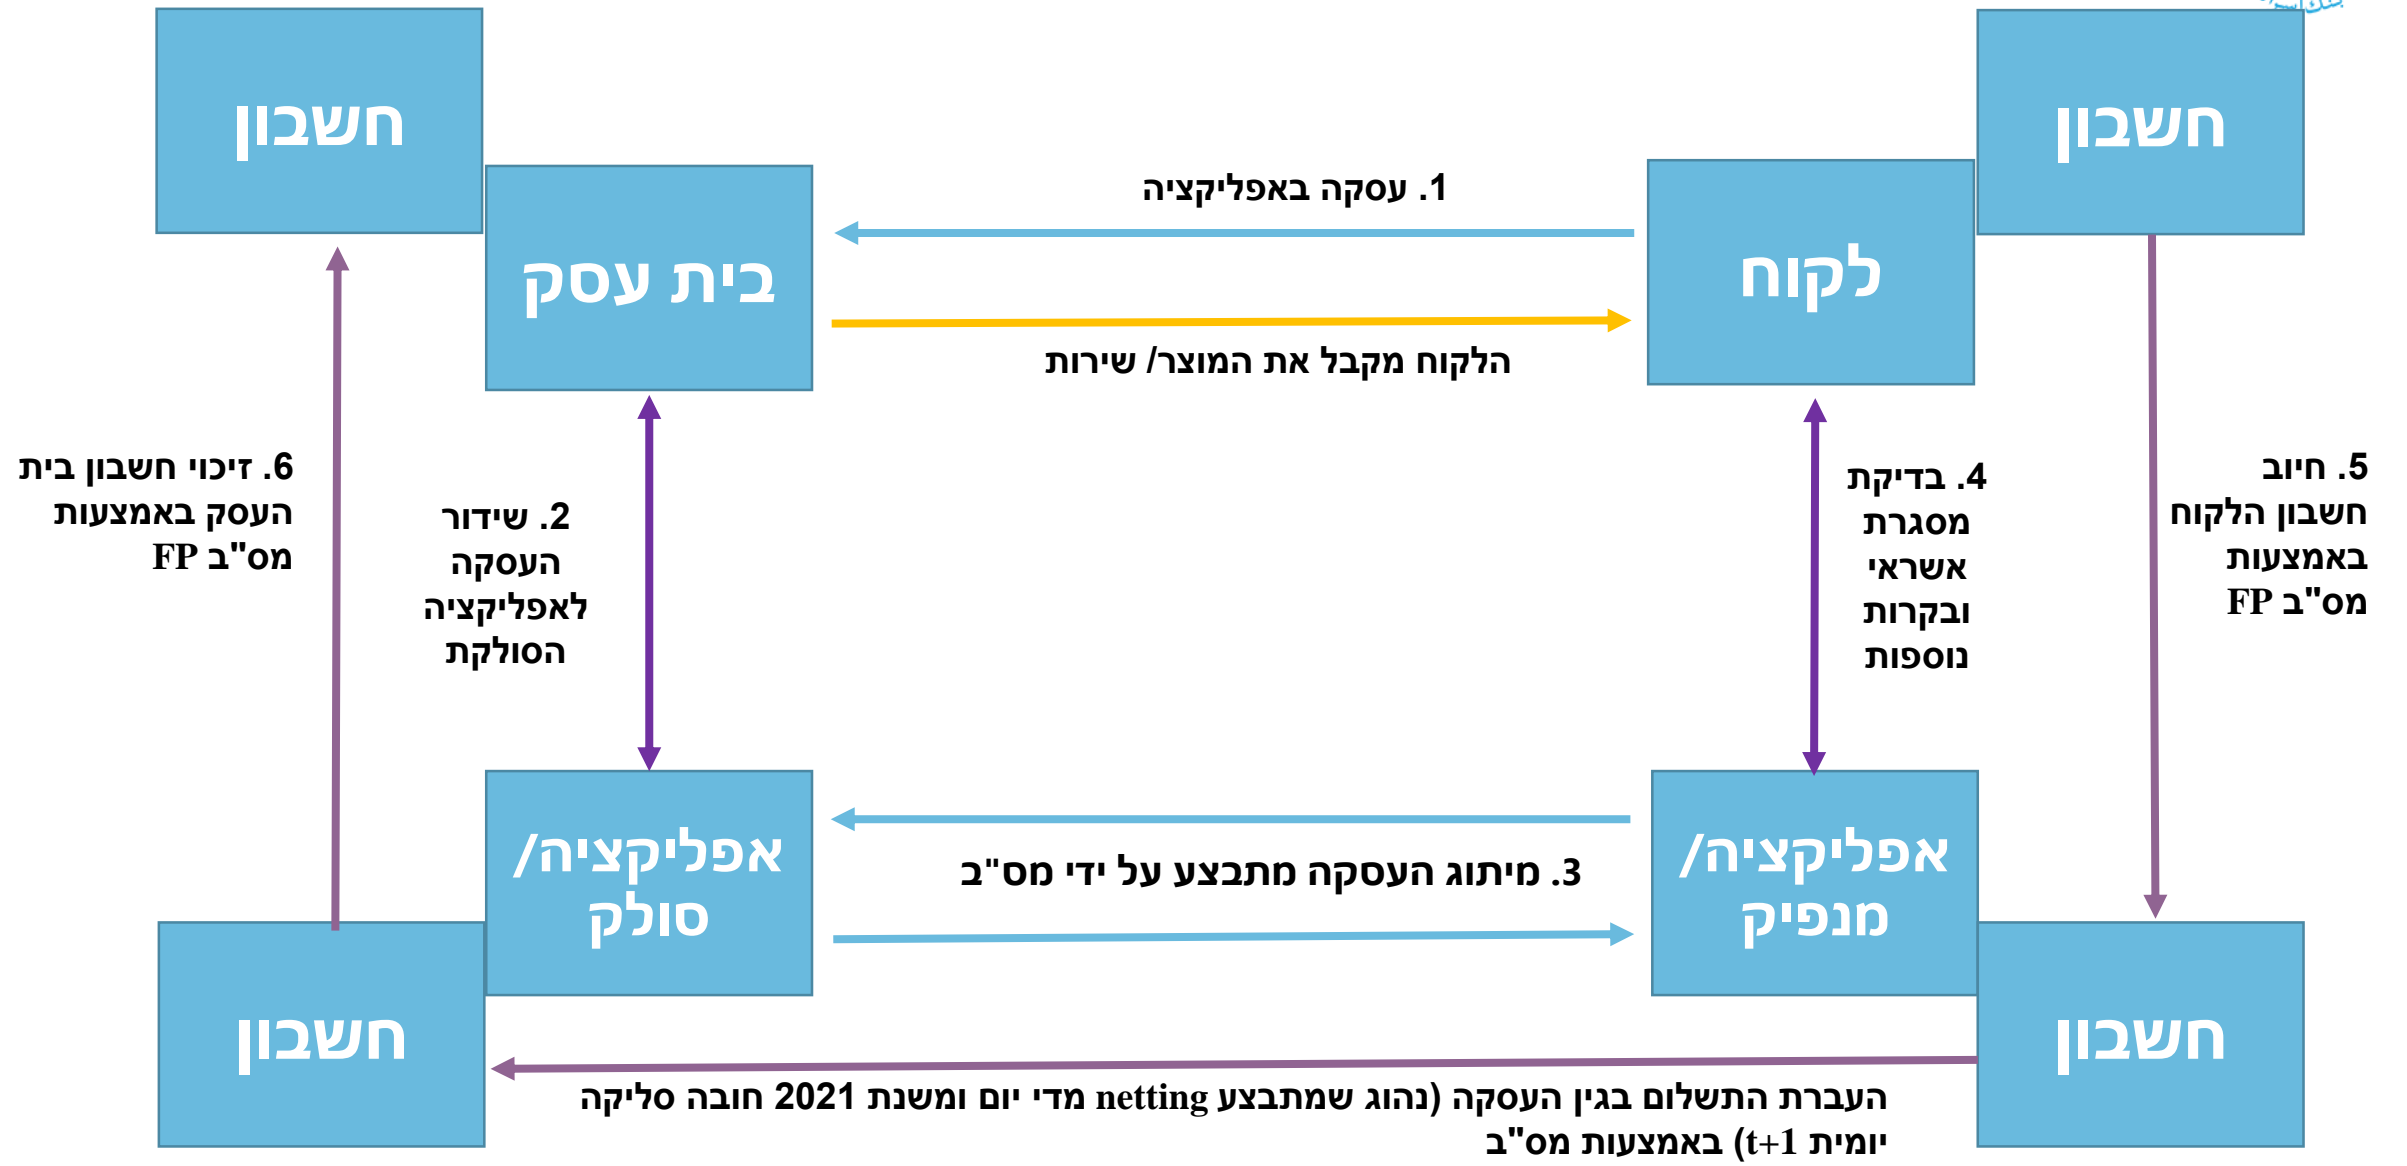 חשבון
חשבון
1. עסקה באפליקציה
לקוח
בית עסק
הלקוח מקבל את המוצר/ שירות
5. חיוב
חשבון הלקוח
באמצעות
מס"ב FP
4. בדיקת
מסגרת
אשראי
ובקרות
נוספות
2. שידור
העסקה
לאפליקציה
הסולקת
6. זיכוי חשבון בית
העסק באמצעות
מס"ב FP
אפליקציה/
מנפיק
3. מיתוג העסקה מתבצע על ידי מס"ב
אפליקציה/
סולק
חשבון
חשבון
העברת התשלום בגין העסקה (נהוג שמתבצע netting מדי יום ומשנת 2021 חובה סליקה
יומית t+1) באמצעות מס"ב